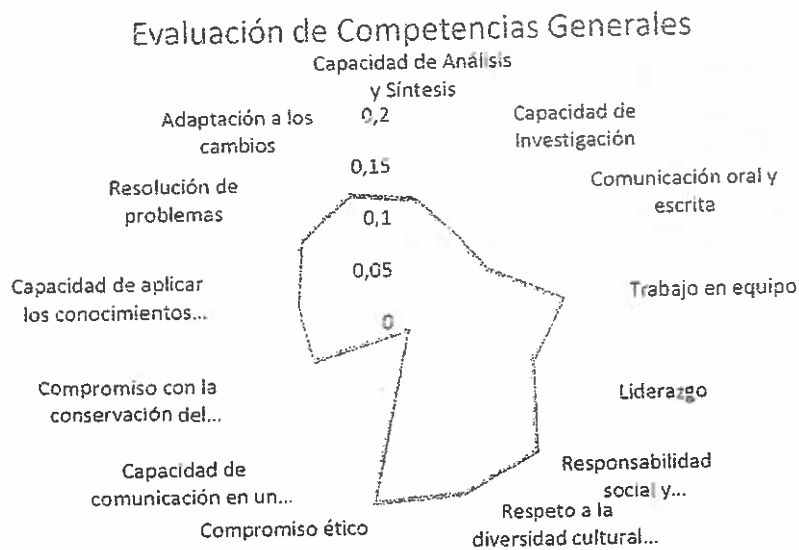 Evaluación de Competencias Generales
Capacidad de Análisis
y Síntesis
Capacidad de
Investigación
Comunicación oral y
escrita
Trabajo en equipo
Liderazgo
Responsabilidad
social y...
Respeto a la
diversidad cultural...
Compromiso ético
Capacidad de
comunicación en un...
Compromiso con la
conservación del...
Capacidad de aplicar
los conocimientos...
Resolución de
problemas
Adaptación a los
cambios
0,2
0,15
0,1
0,05
0